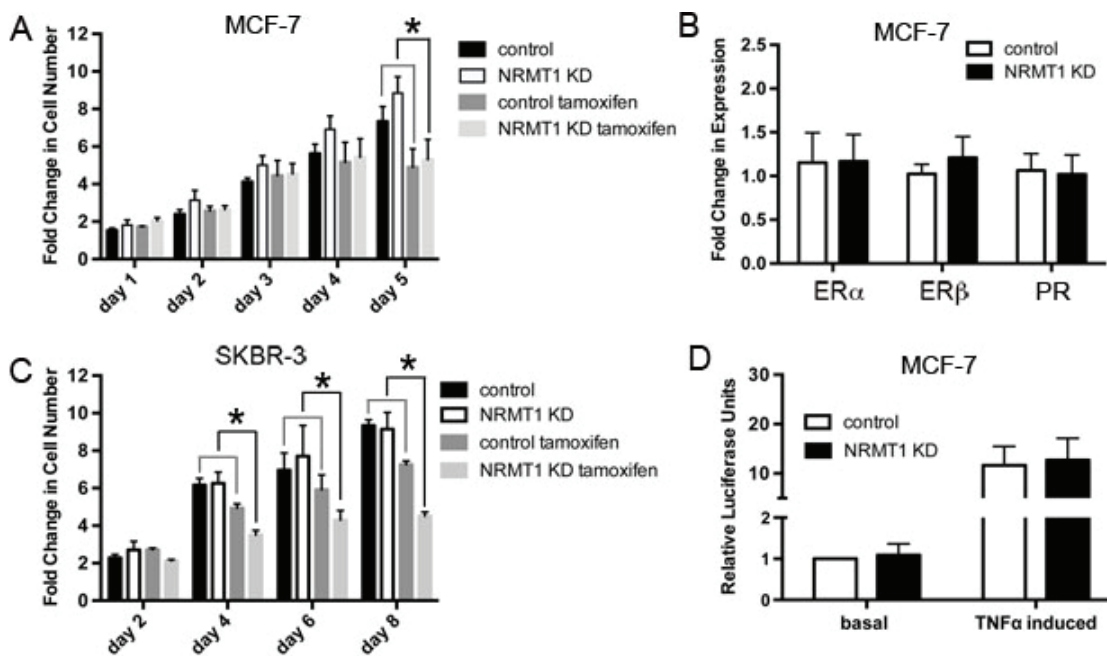 A
MCF-7
Fold Change in Cell Number
12
10
8
6
4
2
0
*
control
NRMT1 KD
control tamoxifen
NRMT1 KD tamoxifen
day 1
day 2
day 3
day 4
day 5
B
MCF-7
Fold Change in Expression
2.5
2.0
1.5
1.0
0.5
0.0
control
NRMT1 KD
ERα
ERβ
PR
C
SKBR-3
Fold Change in Cell Number
12
10
8
6
4
2
0
*
*
*
control
NRMT1 KD
control tamoxifen
NRMT1 KD tamoxifen
day 2
day 4
day 6
day 8
D
MCF-7
Relative Luciferase Units
30
20
10
2
1
0
control
NRMT1 KD
basal
TNFα induced